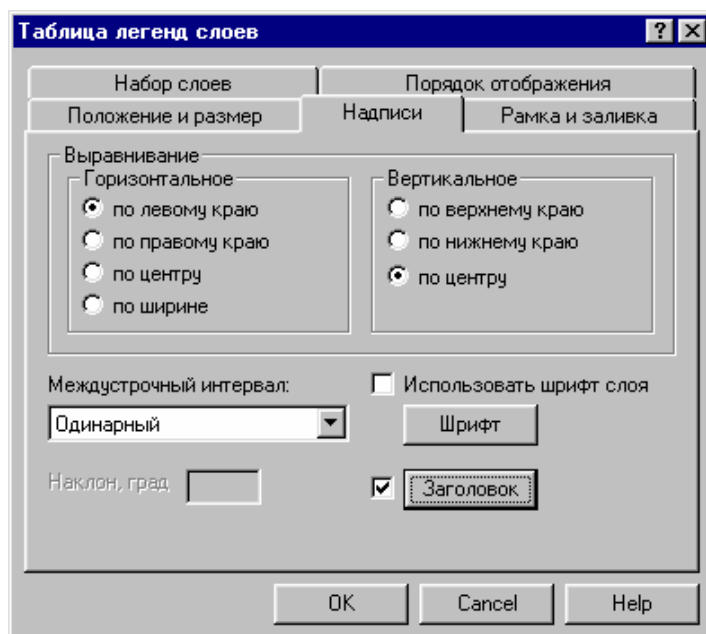 Таблица легенд слоев
Набор слоев Порядок отображения
Положение и размер Надписи Рамка и заливка
Выравнивание
Горизонтальное Вертикальное
по левому краю по верхнему краю
по правому краю по нижнему краю
по центру по центру
по ширине
Междустрочный интервал: Использовать шрифт слоя
Одинарный Шрифт
Наклон, град Заголовок
OK Cancel Help